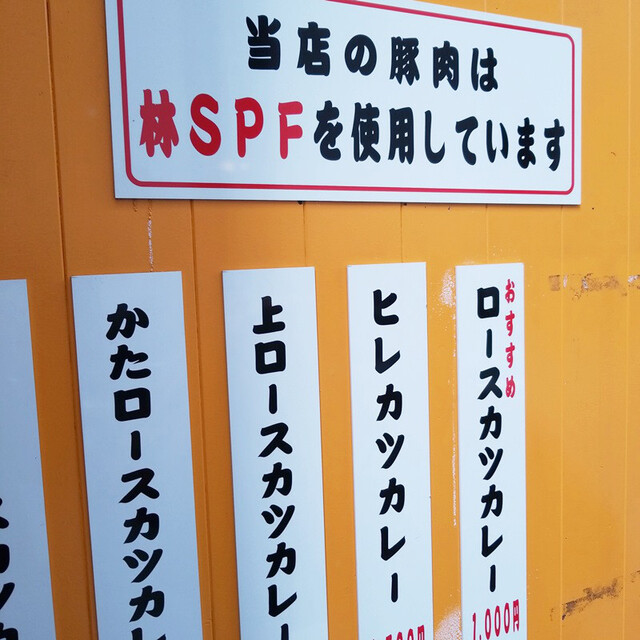 当店の豚肉は
林SPFを使用しています
おすすめ
ロースカツカレー
1,000円
ヒレカツカレー
上ロースカツカレー
かたロースカツカレ